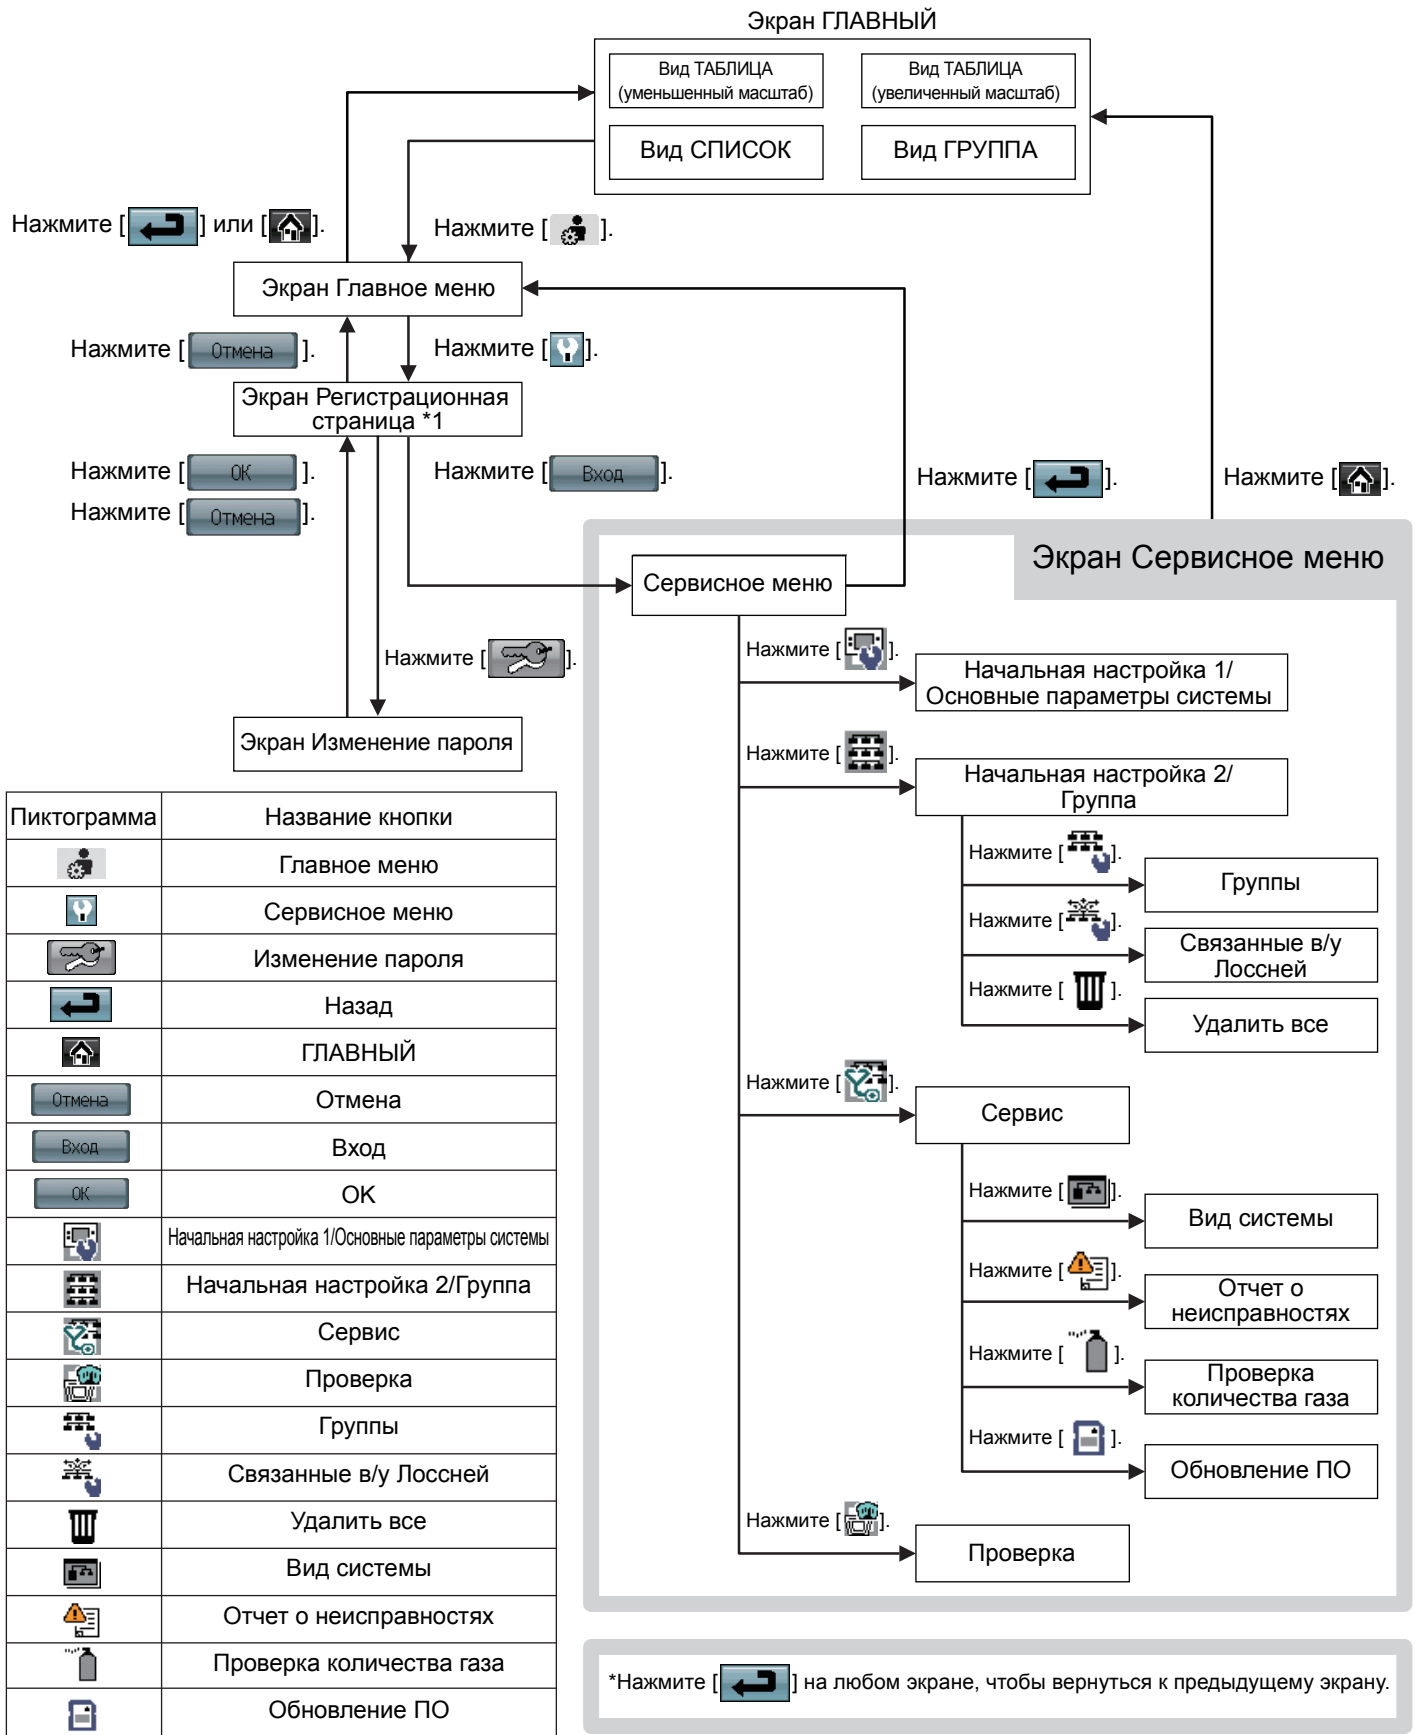 Экран ГЛАВНЫЙ
Вид ТАБЛИЦА
(уменьшенный масштаб)
Вид ТАБЛИЦА
(увеличенный масштаб)
Вид СПИСОК
Вид ГРУППА
Нажмите [ ] или [ ].
Нажмите [ ].
Экран Главное меню
Нажмите [ Отмена ].
Нажмите [ ].
Экран Регистрационная
страница *1
Нажмите [ OK ].
Нажмите [ Отмена ].
Нажмите [ Вход ].
Нажмите [ ].
Нажмите [ ].
Нажмите [ ].
Экран Изменение пароля
Экран Сервисное меню
Сервисное меню
Нажмите [ ].
Начальная настройка 1/
Основные параметры системы
Нажмите [ ].
Начальная настройка 2/
Группа
Нажмите [ ].
Группы
Нажмите [ ].
Связанные в/у
Лоссней
Нажмите [ ].
Удалить все
Нажмите [ ].
Сервис
Нажмите [ ].
Вид системы
Нажмите [ ].
Отчет о
неисправностях
Нажмите [ ].
Проверка
количества газа
Нажмите [ ].
Обновление ПО
Нажмите [ ].
Проверка
*Нажмите [ ] на любом экране, чтобы вернуться к предыдущему экрану.
Пиктограмма Название кнопки
Главное меню
Сервисное меню
Изменение пароля
Назад
ГЛАВНЫЙ
Отмена Отмена
Вход Вход
OK OK
Начальная настройка 1/Основные параметры системы
Начальная настройка 2/Группа
Сервис
Проверка
Группы
Связанные в/у Лоссней
Удалить все
Вид системы
Отчет о неисправностях
Проверка количества газа
Обновление ПО